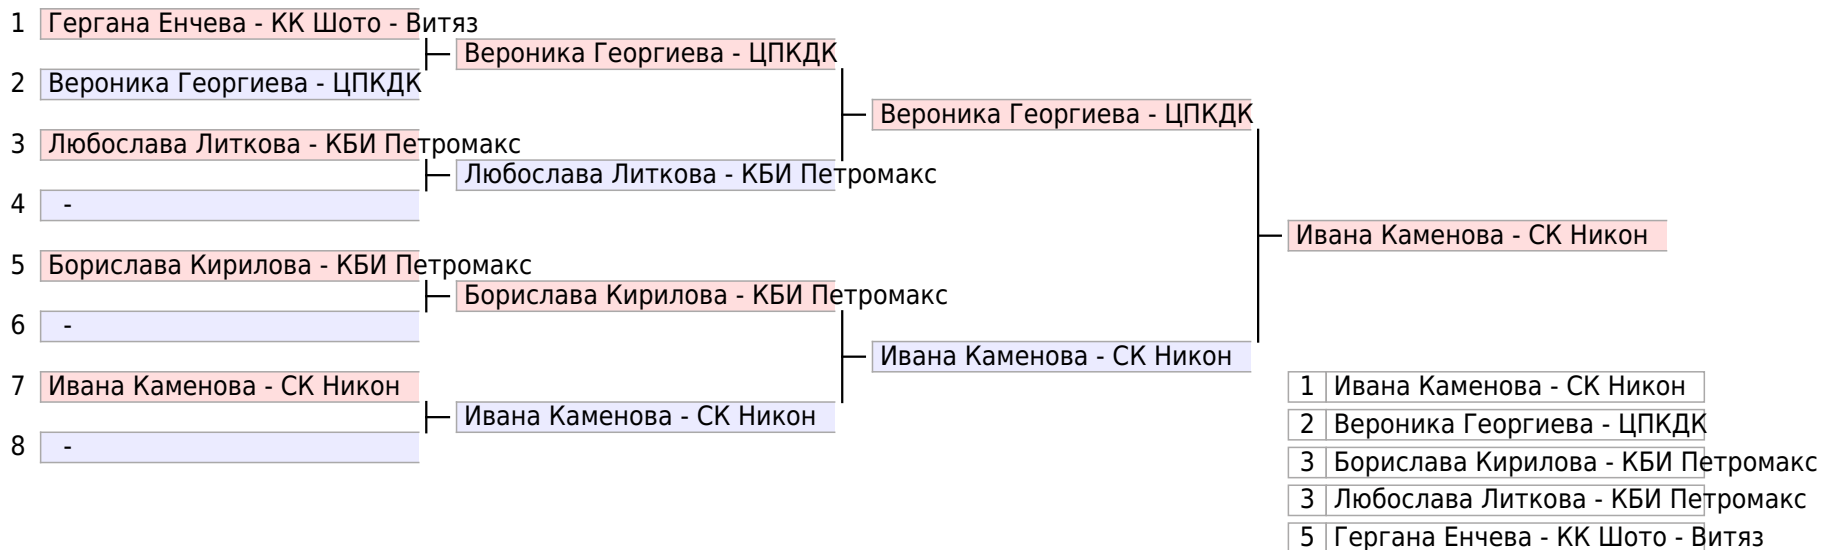 1 Гергана Енчева - КК Шото - Витяз
2 Вероника Георгиева - ЦПКДК
3 Любослава Литкова - КБИ Петромакс
4 -
5 Борислава Кирилова - КБИ Петромакс
6 -
7 Ивана Каменова - СК Никон
8 -
Вероника Георгиева - ЦПКДК
Любослава Литкова - КБИ Петромакс
Борислава Кирилова - КБИ Петромакс
Ивана Каменова - СК Никон
Вероника Георгиева - ЦПКДК
Ивана Каменова - СК Никон
Ивана Каменова - СК Никон
1 Ивана Каменова - СК Никон
2 Вероника Георгиева - ЦПКДК
3 Борислава Кирилова - КБИ Петромакс
3 Любослава Литкова - КБИ Петромакс
5 Гергана Енчева - КК Шото - Витяз